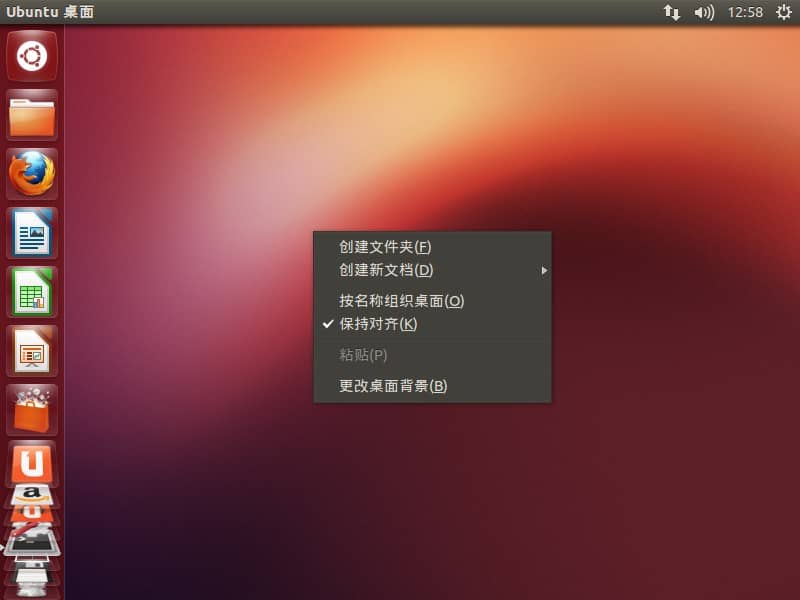 Ubuntu 桌面
12:58
创建文件夹(F)
创建新文档(D)
按名称组织桌面(O)
保持对齐(K)
粘贴(P)
更改桌面背景(B)
U
a
U